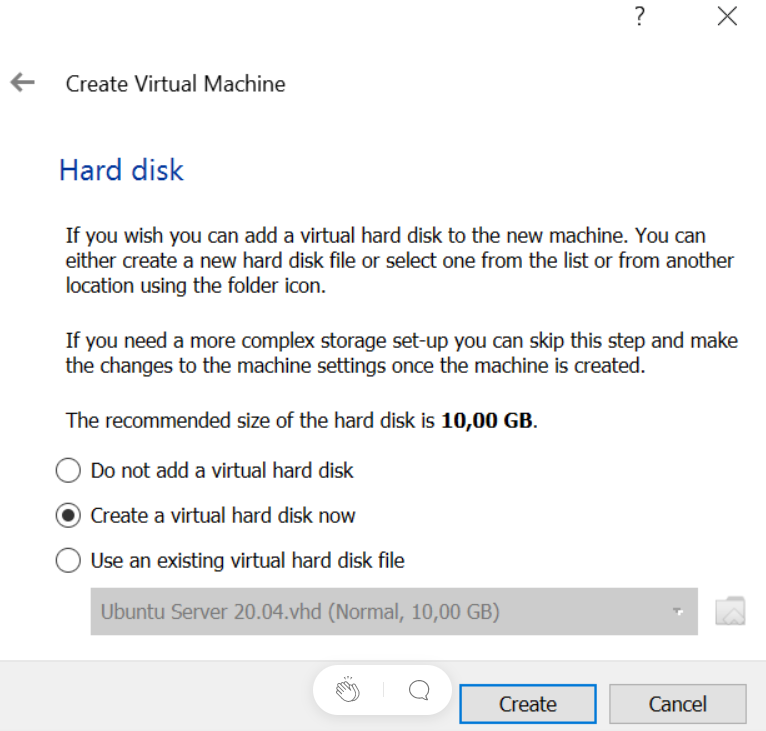 ?
Create Virtual Machine
Hard disk
If you wish you can add a virtual hard disk to the new machine. You can
either create a new hard disk file or select one from the list or from another
location using the folder icon.
If you need a more complex storage set-up you can skip this step and make
the changes to the machine settings once the machine is created.
The recommended size of the hard disk is 10,00 GB.
Do not add a virtual hard disk
Create a virtual hard disk now
Use an existing virtual hard disk file
Ubuntu Server 20.04.vhd (Normal, 10,00 GB)
Create
Cancel